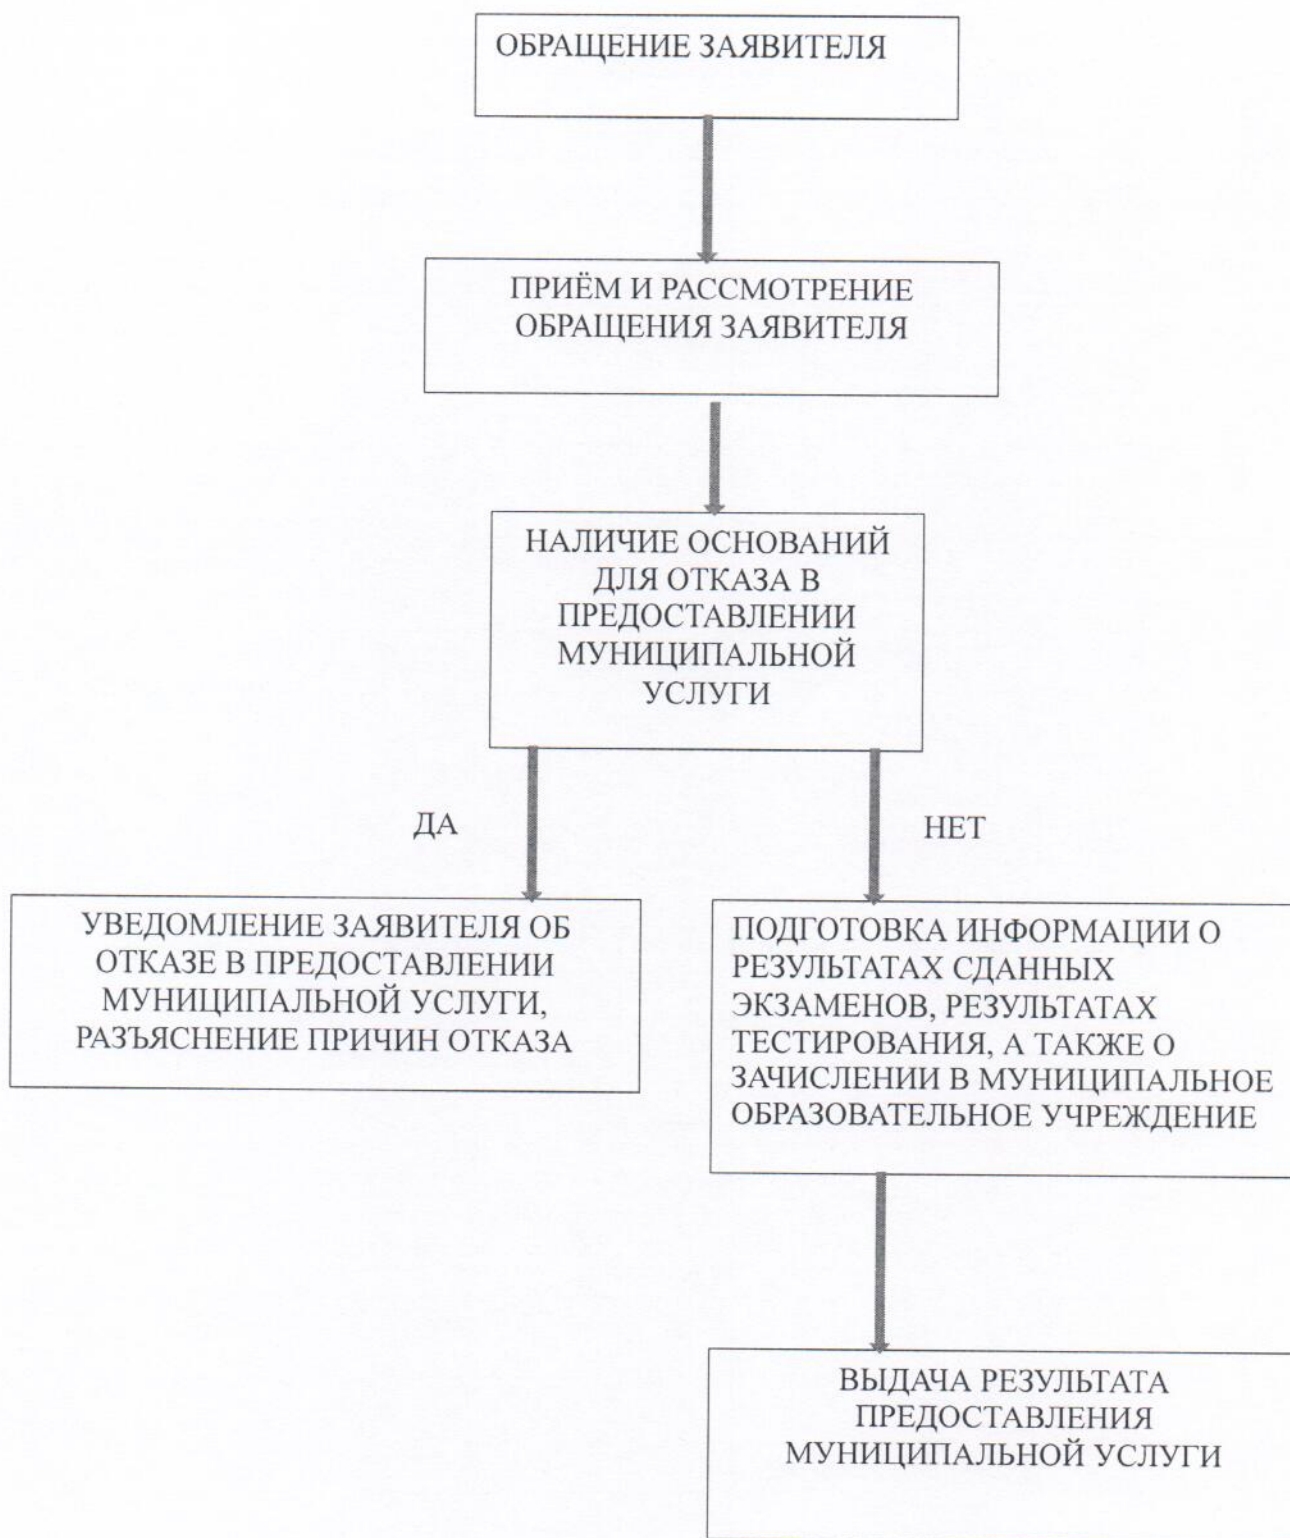 ОБРАЩЕНИЕ ЗАЯВИТЕЛЯ
ПРИЁМ И РАССМОТРЕНИЕ
ОБРАЩЕНИЯ ЗАЯВИТЕЛЯ
НАЛИЧИЕ ОСНОВАНИЙ
ДЛЯ ОТКАЗА В
ПРЕДОСТАВЛЕНИИ
МУНИЦИПАЛЬНОЙ
УСЛУГИ
ДА
НЕТ
УВЕДОМЛЕНИЕ ЗАЯВИТЕЛЯ ОБ
ОТКАЗЕ В ПРЕДОСТАВЛЕНИИ
МУНИЦИПАЛЬНОЙ УСЛУГИ,
РАЗЪЯСНЕНИЕ ПРИЧИН ОТКАЗА
ПОДГОТОВКА ИНФОРМАЦИИ О
РЕЗУЛЬТАТАХ СДАННЫХ
ЭКЗАМЕНОВ, РЕЗУЛЬТАТАХ
ТЕСТИРОВАНИЯ, А ТАКЖЕ О
ЗАЧИСЛЕНИИ В МУНИЦИПАЛЬНОЕ
ОБРАЗОВАТЕЛЬНОЕ УЧРЕЖДЕНИЕ
ВЫДАЧА РЕЗУЛЬТАТА
ПРЕДОСТАВЛЕНИЯ
МУНИЦИПАЛЬНОЙ УСЛУГИ